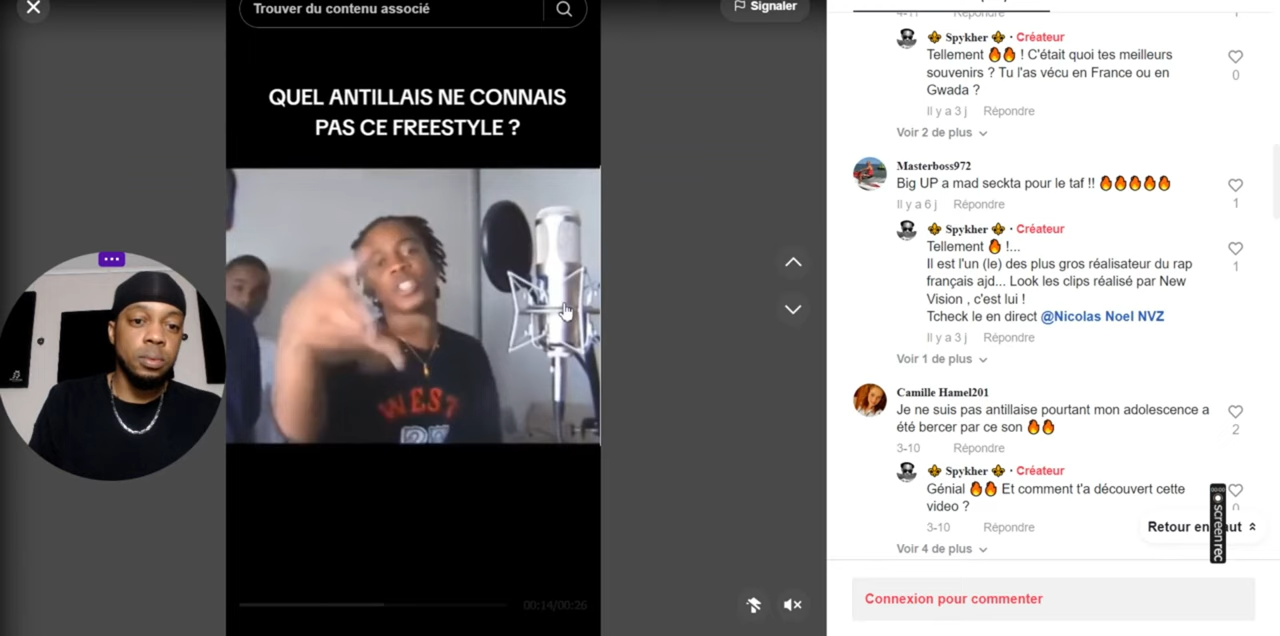 Trouver du contenu associé
Signaler
QUEL ANTILLAIS NE CONNAIS
PAS CE FREESTYLE ?
WEST
00:14/00:26
4-11 Répondre 1
Spykher · Créateur
Tellement 🔥🔥 ! C'était quoi tes meilleurs
souvenirs ? Tu l'as vécu en France ou en
Gwada ?
0
Il y a 3 j Répondre
Voir 2 de plus
Masterboss972
Big UP a mad seckta pour le taf !! 🔥🔥🔥🔥🔥
Il y a 6 j Répondre
1
Spykher · Créateur
Tellement 🔥 !...
Il est l'un (le) des plus gros réalisateur du rap
français ajd... Look les clips réalisé par New
Vision , c'est lui !
Tcheck le en direct @Nicolas Noel NVZ
1
Il y a 3 j Répondre
Voir 1 de plus
Camille Hamel201
Je ne suis pas antillaise pourtant mon adolescence a
été bercer par ce son 🔥🔥
2
3-10 Répondre
Spykher · Créateur
Génial 🔥🔥 Et comment t'a découvert cette
video ?
0
3-10 Répondre
Voir 4 de plus
Retour en aut
screenrec
Connexion pour commenter